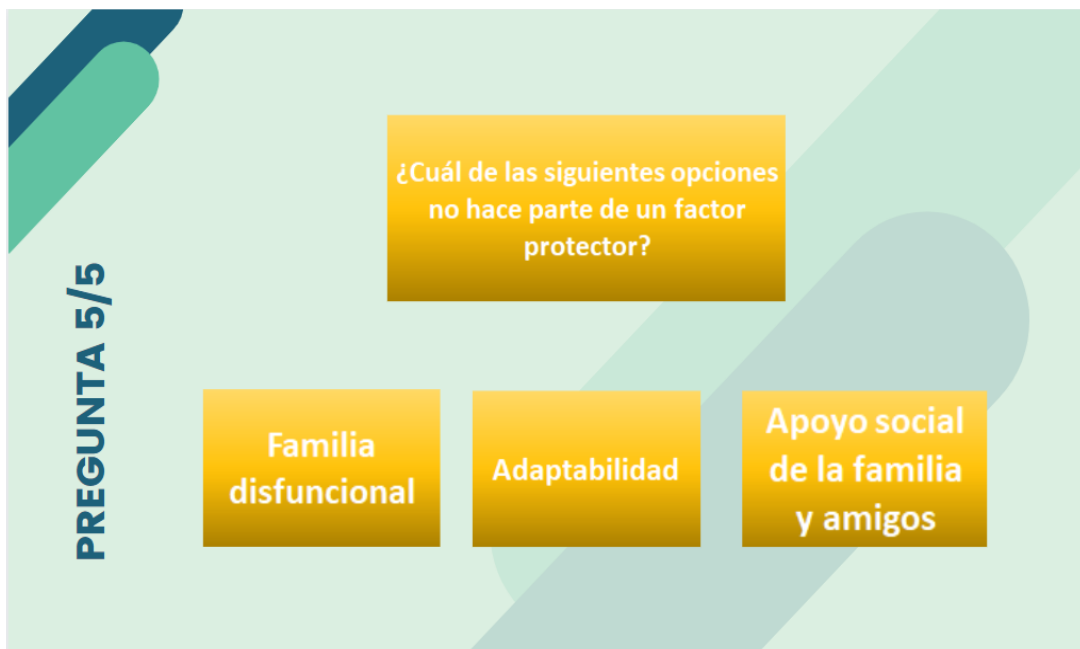 PREGUNTA 5/5
¿Cuál de las siguientes opciones
no hace parte de un factor
protector?
Familia
disfuncional
Adaptabilidad
Apoyo social
de la familia
y amigos